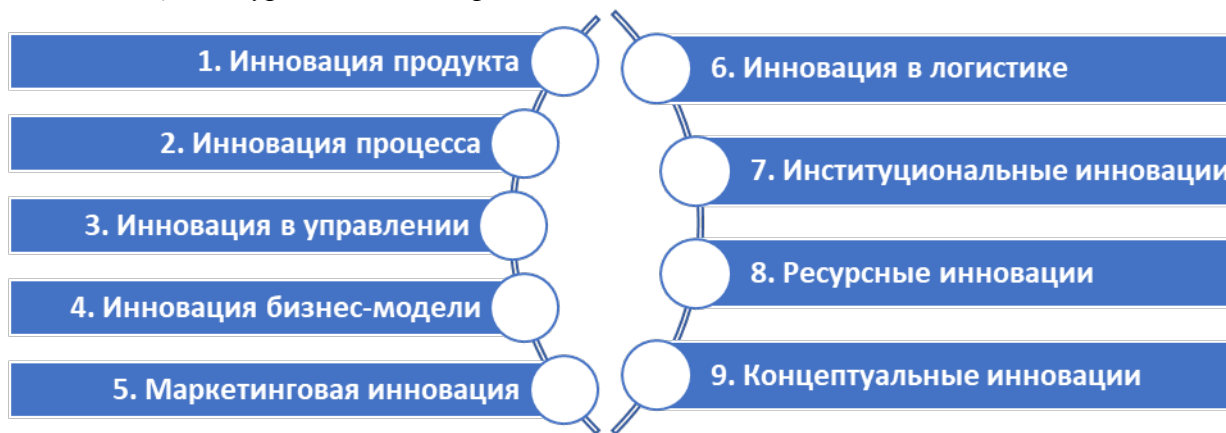 1. Инновация продукта
2. Инновация процесса
3. Инновация в управлении
4. Инновация бизнес-модели
5. Маркетинговая инновация
6. Инновация в логистике
7. Институциональные инновации
8. Ресурсные инновации
9. Концептуальные инновации